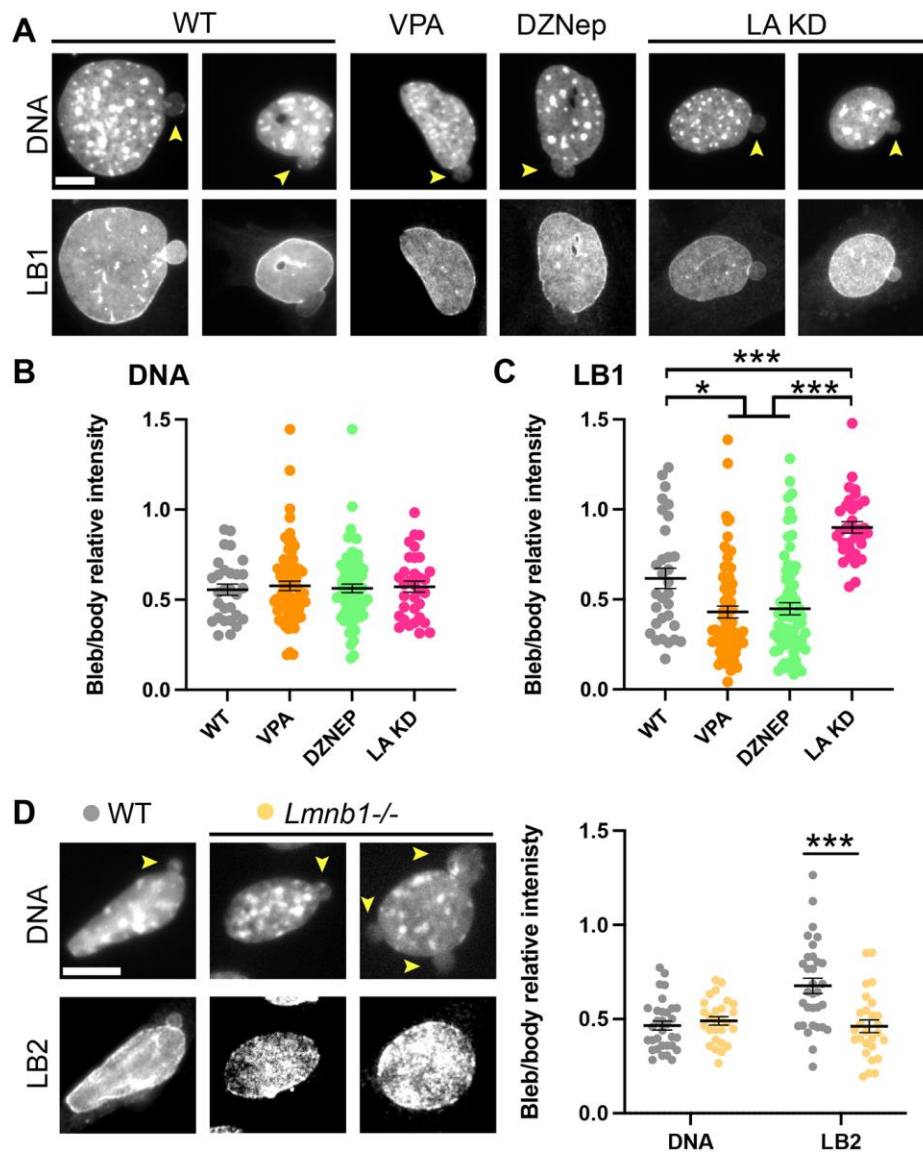 A
WT
VPA
DZNep
LA KD
DNA
LB1
B
DNA
Bleb/body relative intensity
1.5
1.0
0.5
0.0
WT
VPA
DZNEP
LA KD
C
LB1
***
*
***
Bleb/body relative intensity
1.5
1.0
0.5
0.0
WT
VPA
DZNEP
LA KD
D
WT
Lmnb1-/-
DNA
LB2
Bleb/body relative intenisty
1.5
1.0
0.5
0.0
***
DNA
LB2